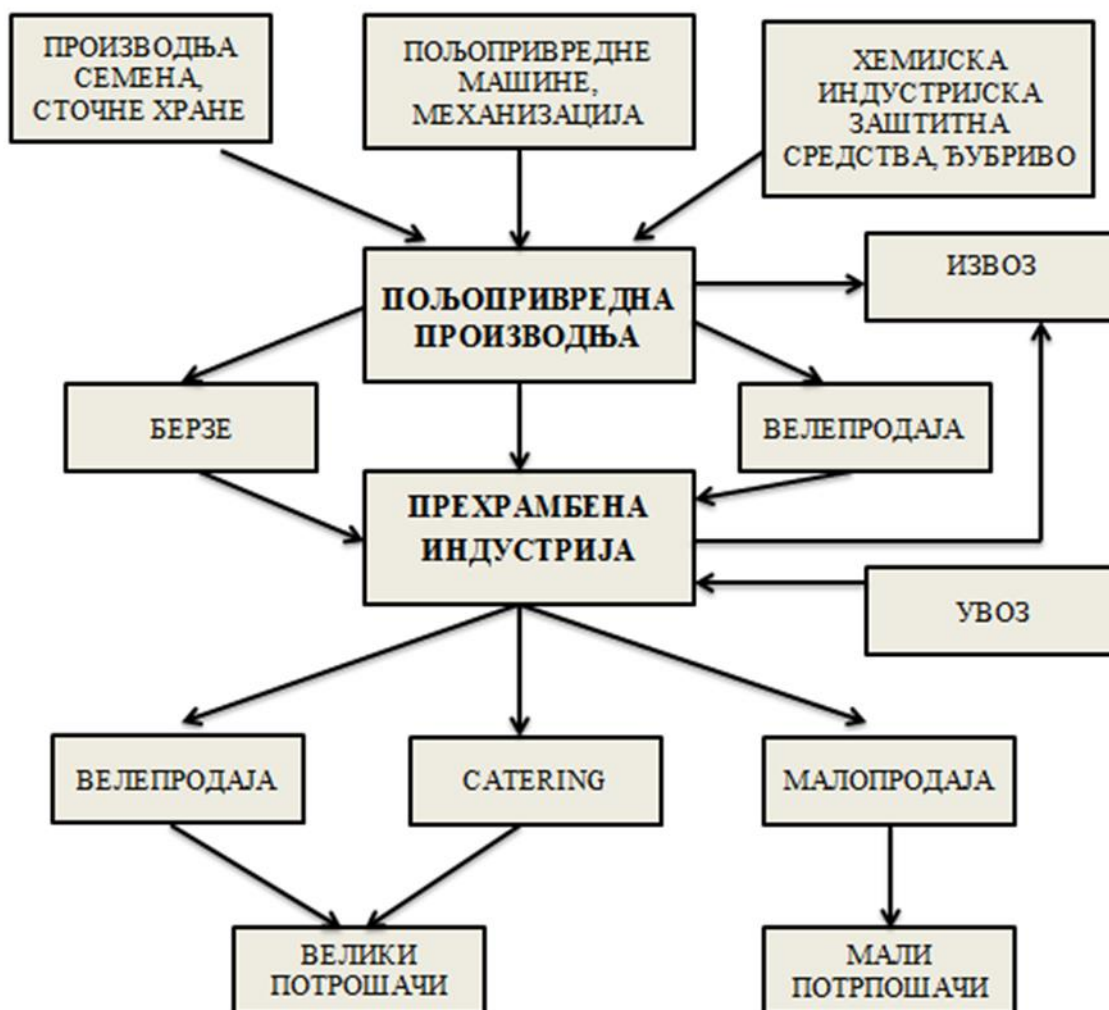 ПРОИЗВОДЊА
СЕМЕНА,
СТОЧНЕ ХРАНЕ
ПОЉОПРИВРЕДНЕ
МАШИНЕ,
МЕХАНИЗАЦИЈА
ХЕМИЈСКА
ИНДУСТРИЈСКА
ЗАШТИТНА
СРЕДСТВА, ЂУБРИВО
ПОЉОПРИВРЕДНА
ПРОИЗВОДЊА
ИЗВОЗ
БЕРЗЕ
ВЕЛЕПРОДАЈА
ПРЕХРАМБЕНА
ИНДУСТРИЈА
УВОЗ
ВЕЛЕПРОДАЈА
CATERING
МАЛОПРОДАЈА
ВЕЛИКИ
ПОТРОШАЧИ
МАЛИ
ПОТРПОШАЧИ